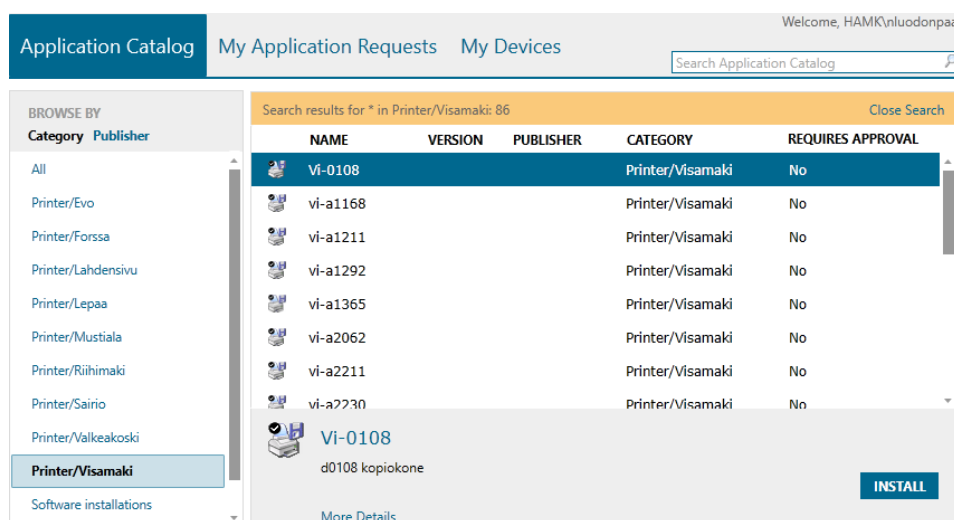 Welcome, HAMK\nluodonpaa
Application Catalog My Application Requests My Devices
Search Application Catalog
BROWSE BY
Category Publisher
All
Printer/Evo
Printer/Forssa
Printer/Lahdensivu
Printer/Lepaa
Printer/Mustiala
Printer/Riihimaki
Printer/Sairio
Printer/Valkeakoski
Printer/Visamaki
Software installations
Search results for * in Printer/Visamaki: 86 Close Search
NAME VERSION PUBLISHER CATEGORY REQUIRES APPROVAL
Vi-0108 Printer/Visamaki No
vi-a1168 Printer/Visamaki No
vi-a1211 Printer/Visamaki No
vi-a1292 Printer/Visamaki No
vi-a1365 Printer/Visamaki No
vi-a2062 Printer/Visamaki No
vi-a2211 Printer/Visamaki No
vi-a2230 Printer/Visamaki No
Vi-0108
d0108 kopiokone
INSTALL
More Details